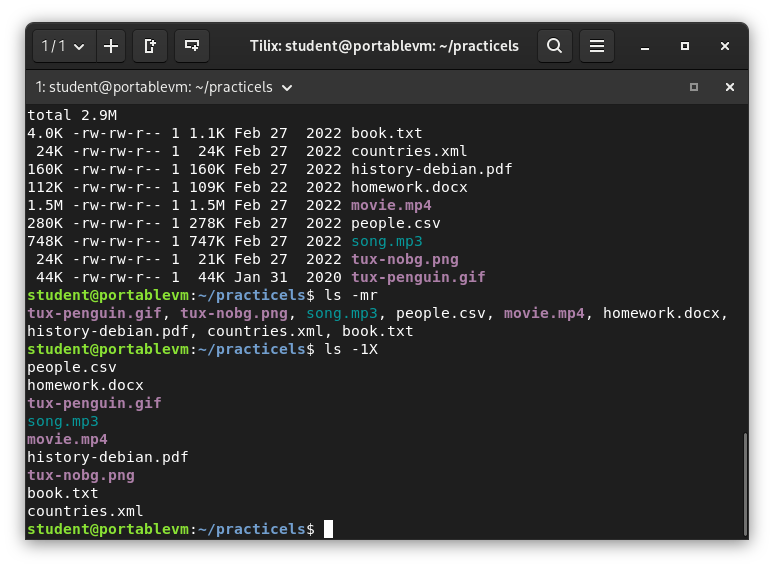 1 / 1
Tilix: student@portablevm: ~/practicels
1: student@portablevm: ~/practicels
total 2.9M
4.0K -rw-rw-r-- 1 1.1K Feb 27  2022 book.txt
 24K -rw-rw-r-- 1  24K Feb 27  2022 countries.xml
160K -rw-rw-r-- 1 160K Feb 27  2022 history-debian.pdf
112K -rw-rw-r-- 1 109K Feb 22  2022 homework.docx
1.5M -rw-rw-r-- 1 1.5M Feb 27  2022 movie.mp4
280K -rw-rw-r-- 1 278K Feb 27  2022 people.csv
748K -rw-rw-r-- 1 747K Feb 27  2022 song.mp3
 24K -rw-rw-r-- 1  21K Feb 27  2022 tux-nobg.png
 44K -rw-rw-r-- 1  44K Jan 31  2020 tux-penguin.gif
student@portablevm:~/practicels$ ls -mr
tux-penguin.gif, tux-nobg.png, song.mp3, people.csv, movie.mp4, homework.docx,
history-debian.pdf, countries.xml, book.txt
student@portablevm:~/practicels$ ls -1X
people.csv
homework.docx
tux-penguin.gif
song.mp3
movie.mp4
history-debian.pdf
tux-nobg.png
book.txt
countries.xml
student@portablevm:~/practicels$